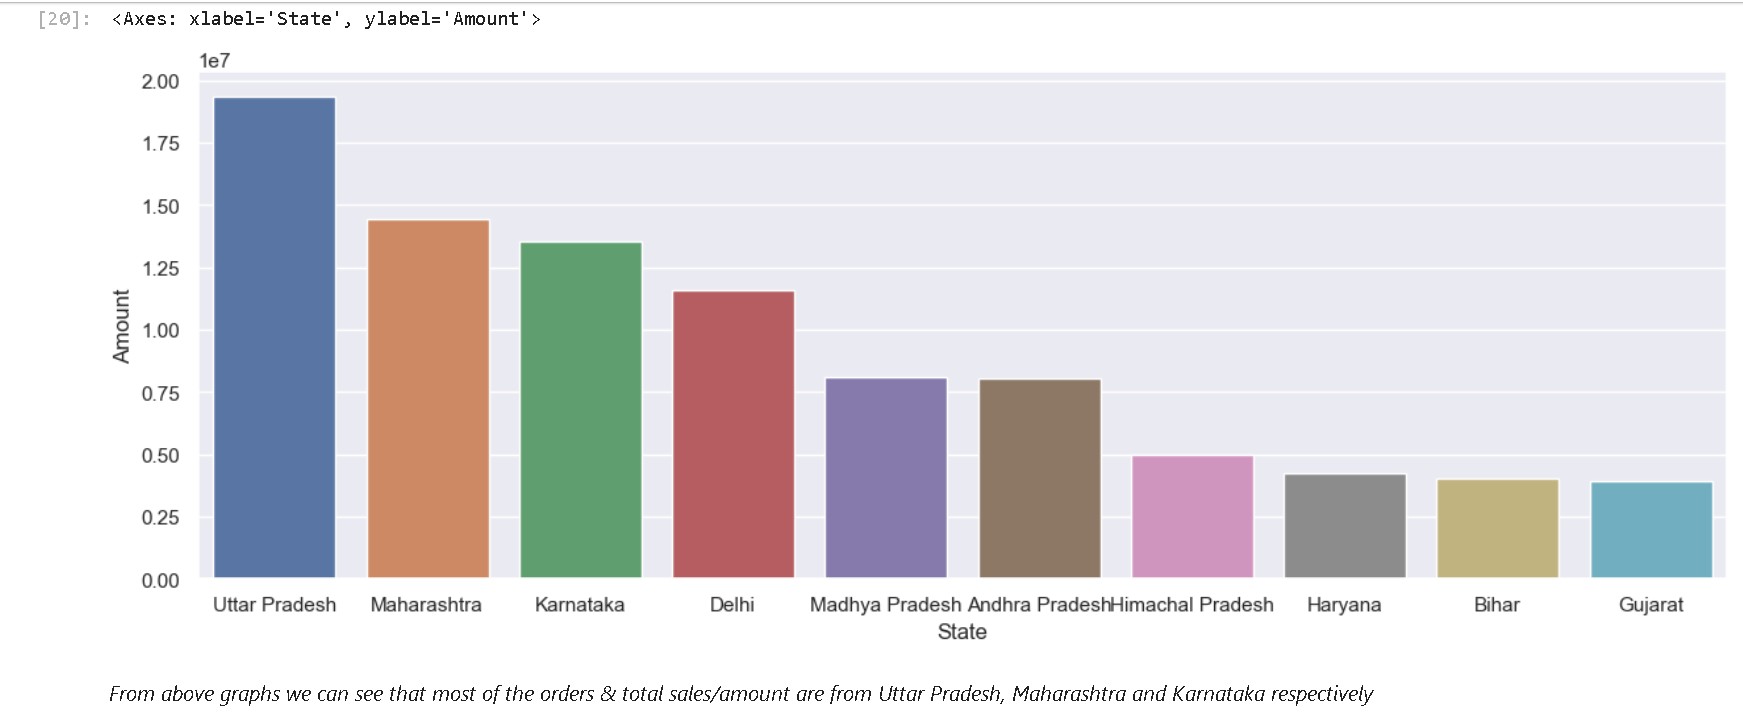 [20]: <Axes: xlabel='State', ylabel='Amount'>
1e7
2.00
1.75
1.50
1.25
1.00
0.75
0.50
0.25
0.00
Amount
Uttar Pradesh Maharashtra Karnataka Delhi Madhya Pradesh Andhra Pradesh Himachal Pradesh Haryana Bihar Gujarat
State
From above graphs we can see that most of the orders & total sales/amount are from Uttar Pradesh, Maharashtra and Karnataka respectively